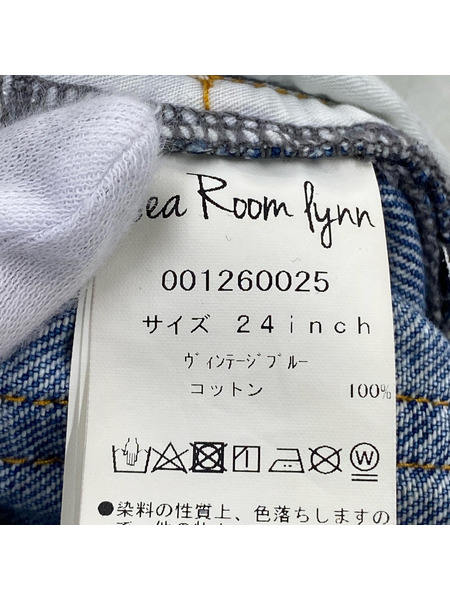 ea Room lynn
001260025
サイズ 24inch
ヴィンテージブルー
コットン 100%
●染料の性質上、色落ちしますの